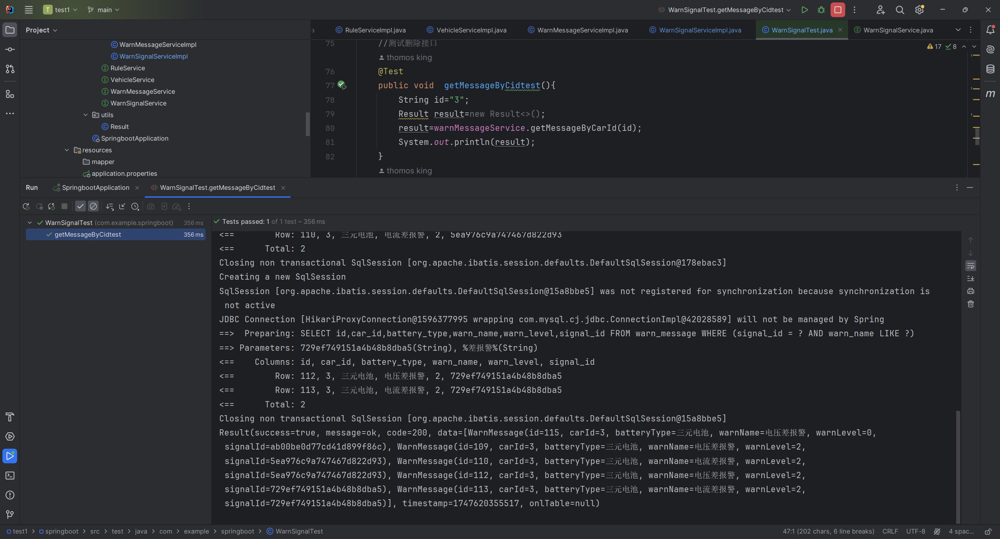 T test1 main WarnSignalTest.getMessageByCidtest
Project
a RuleServiceImpl.java VehicleServiceImpl.java WarnMessageServiceImpl.java WarnSignalServiceImpl.java WarnSignalTest.java WarnSignalService.java
WarnMessageServiceImpl
WarnSignalServiceImpl
RuleService
VehicleService
WarnMessageService
WarnSignalService
utils
Result
SpringbootApplication
resources
mapper
application.properties
17 8
75 //测试删除接口
thomos king
76 @Test
77 public void getMessageByCidtest(){
78 String id="3";
79 Result result=new Result<>();
80 result=warnMessageService.getMessageByCarId(id);
81 System.out.println(result);
82 }
thomos king
Run SpringbootApplication WarnSignalTest.getMessageByCidtest
WarnSignalTest (com.example.springboot) 356 ms
getMessageByCidtest 356 ms
Tests passed: 1 of 1 test – 356 ms
<== Row: 110, 3, 三元电池, 电流差报警, 2, 5ea976c9a747467d822d93
<== Total: 2
Closing non transactional SqlSession [org.apache.ibatis.session.defaults.DefaultSqlSession@178ebac3]
Creating a new SqlSession
SqlSession [org.apache.ibatis.session.defaults.DefaultSqlSession@15a8bbe5] was not registered for synchronization because synchronization is
not active
JDBC Connection [HikariProxyConnection@1596377995 wrapping com.mysql.cj.jdbc.ConnectionImpl@42028589] will not be managed by Spring
==> Preparing: SELECT id,car_id,battery_type,warn_name,warn_level,signal_id FROM warn_message WHERE (signal_id = ? AND warn_name LIKE ?)
==> Parameters: 729ef749151a4b48b8dba5(String), %差报警%(String)
<== Columns: id, car_id, battery_type, warn_name, warn_level, signal_id
<== Row: 112, 3, 三元电池, 电压差报警, 2, 729ef749151a4b48b8dba5
<== Row: 113, 3, 三元电池, 电流差报警, 2, 729ef749151a4b48b8dba5
<== Total: 2
Closing non transactional SqlSession [org.apache.ibatis.session.defaults.DefaultSqlSession@15a8bbe5]
Result(success=true, message=ok, code=200, data=[WarnMessage(id=115, carId=3, batteryType=三元电池, warnName=电压差报警, warnLevel=0,
signalId=ab00be0d77cd41d899f86c), WarnMessage(id=109, carId=3, batteryType=三元电池, warnName=电压差报警, warnLevel=2,
signalId=5ea976c9a747467d822d93), WarnMessage(id=110, carId=3, batteryType=三元电池, warnName=电流差报警, warnLevel=2,
signalId=5ea976c9a747467d822d93), WarnMessage(id=112, carId=3, batteryType=三元电池, warnName=电压差报警, warnLevel=2,
signalId=729ef749151a4b48b8dba5), WarnMessage(id=113, carId=3, batteryType=三元电池, warnName=电流差报警, warnLevel=2,
signalId=729ef749151a4b48b8dba5)], timestamp=1747620355517, onlTable=null)
test1 > springboot > src > test > java > com > example > springboot > WarnSignalTest
47:1 (202 chars, 6 line breaks) CRLF UTF-8 4 spac...